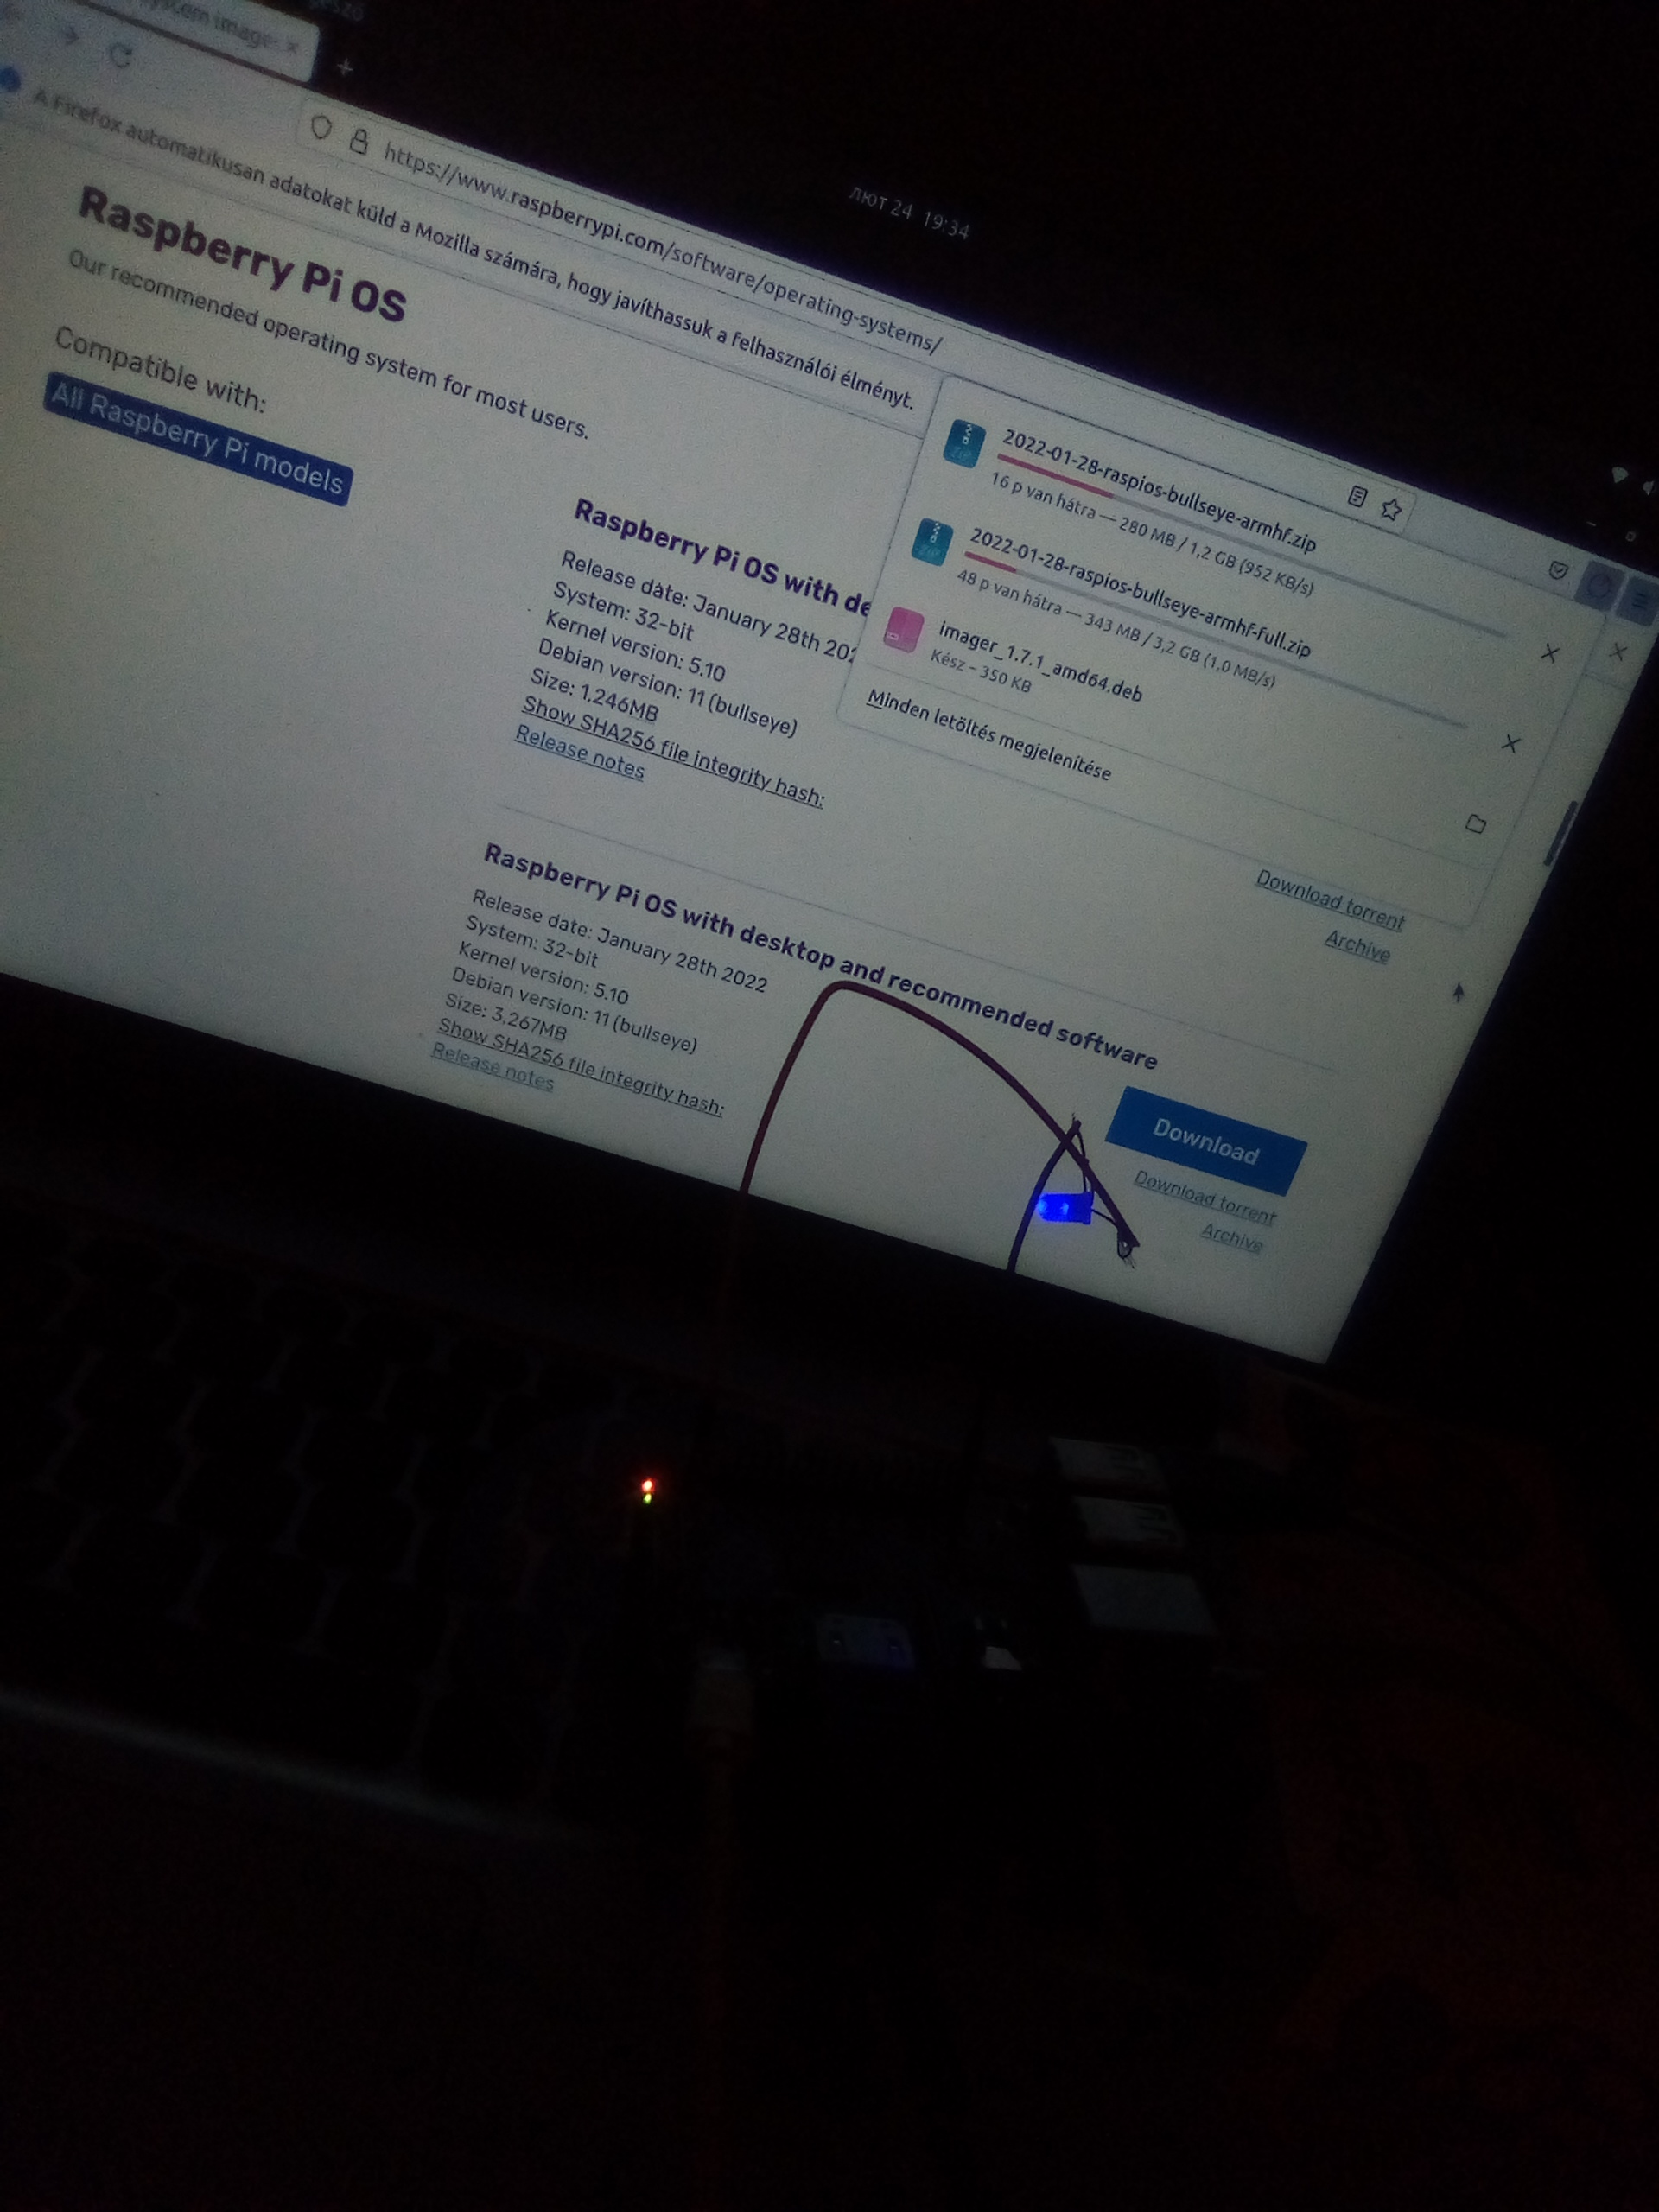 лют 24 19:34
https://www.raspberrypi.com/software/operating-systems/
A Firefox automatikusan adatokat küld a Mozilla számára, hogy javíthassuk a felhasználói élményt.
2022-01-28-raspios-bullseye-armhf.zip
16 p van hátra — 280 MB / 1,2 GB (952 KB/s)
2022-01-28-raspios-bullseye-armhf-full.zip
48 p van hátra — 343 MB / 3,2 GB (1,0 MB/s)
imager_1.7.1_amd64.deb
Kész – 350 KB
Minden letöltés megjelenítése
Raspberry Pi OS
Our recommended operating system for most users.
Compatible with:
All Raspberry Pi models
Raspberry Pi OS with de
Release date: January 28th 202
System: 32-bit
Kernel version: 5.10
Debian version: 11 (bullseye)
Size: 1,246MB
Show SHA256 file integrity hash:
Release notes
Download torrent
Archive
Raspberry Pi OS with desktop and recommended software
Release date: January 28th 2022
System: 32-bit
Kernel version: 5.10
Debian version: 11 (bullseye)
Size: 3,267MB
Show SHA256 file integrity hash:
Release notes
Download
Download torrent
Archive